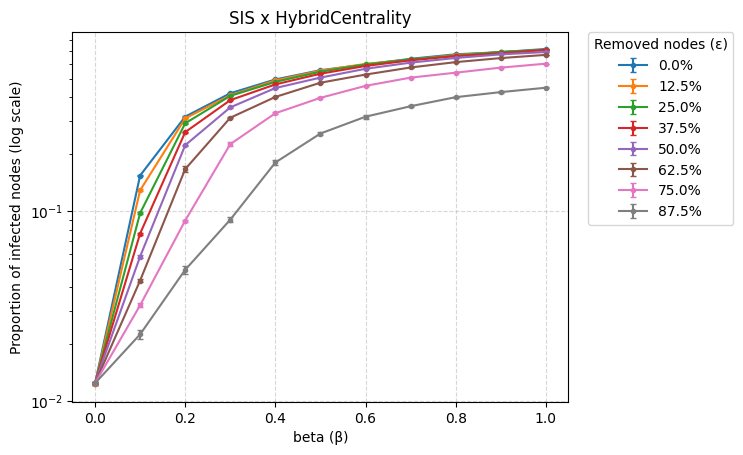 SIS x HybridCentrality
Proportion of infected nodes (log scale)
10⁻¹
10⁻²
0.0 0.2 0.4 0.6 0.8 1.0
beta (β)
Removed nodes (ε)
0.0%
12.5%
25.0%
37.5%
50.0%
62.5%
75.0%
87.5%